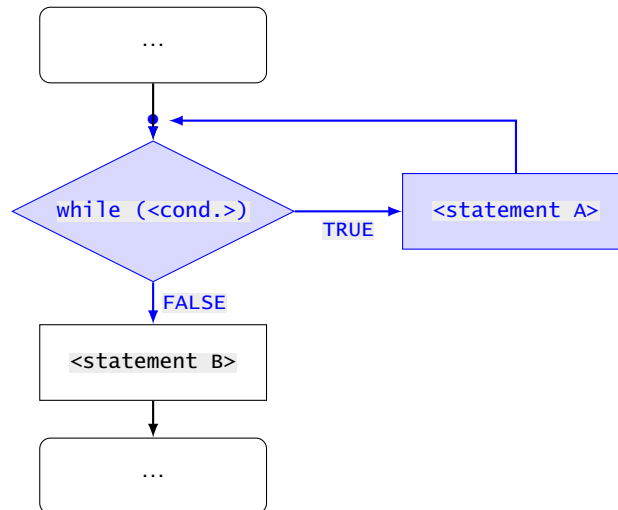 ...
while (<cond.>)
<statement A>
TRUE
FALSE
<statement B>
...